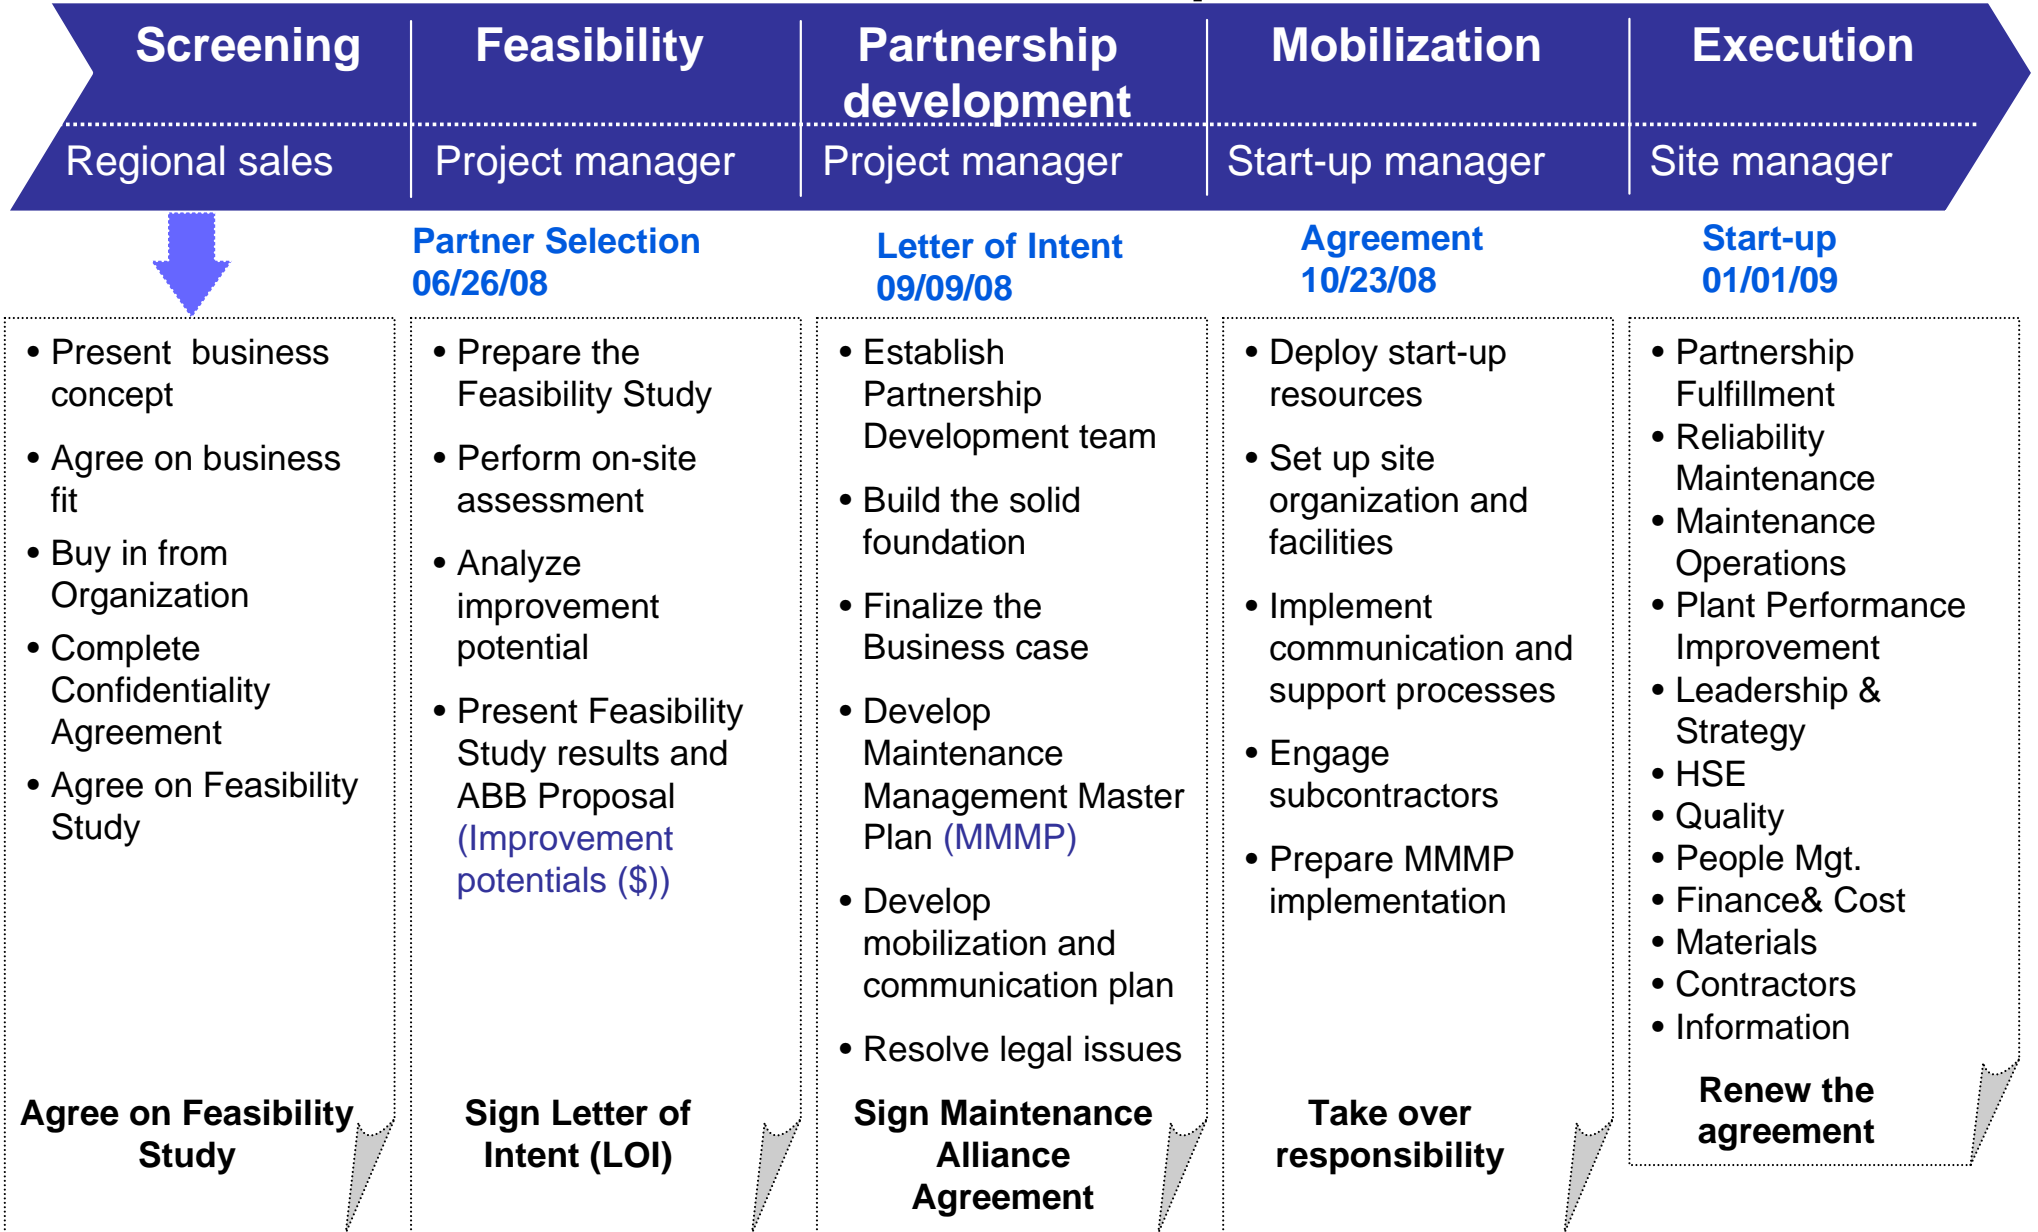 Screening
Feasibility
Partnership
development
Mobilization
Execution
Regional sales
Project manager
Project manager
Start-up manager
Site manager
Partner Selection
06/26/08
Letter of Intent
09/09/08
Agreement
10/23/08
Start-up
01/01/09
• Present business
concept
• Agree on business
fit
• Buy in from
Organization
• Complete
Confidentiality
Agreement
• Agree on Feasibility
Study
Agree on Feasibility
Study
• Prepare the
Feasibility Study
• Perform on-site
assessment
• Analyze
improvement
potential
• Present Feasibility
Study results and
ABB Proposal
(Improvement
potentials ($))
Sign Letter of
Intent (LOI)
• Establish
Partnership
Development team
• Build the solid
foundation
• Finalize the
Business case
• Develop
Maintenance
Management Master
Plan (MMMP)
• Develop
mobilization and
communication plan
• Resolve legal issues
Sign Maintenance
Alliance
Agreement
• Deploy start-up
resources
• Set up site
organization and
facilities
• Implement
communication and
support processes
• Engage
subcontractors
• Prepare MMMP
implementation
Take over
responsibility
• Partnership
Fulfillment
• Reliability
Maintenance
• Maintenance
Operations
• Plant Performance
Improvement
• Leadership &
Strategy
• HSE
• Quality
• People Mgt.
• Finance& Cost
• Materials
• Contractors
• Information
Renew the
agreement